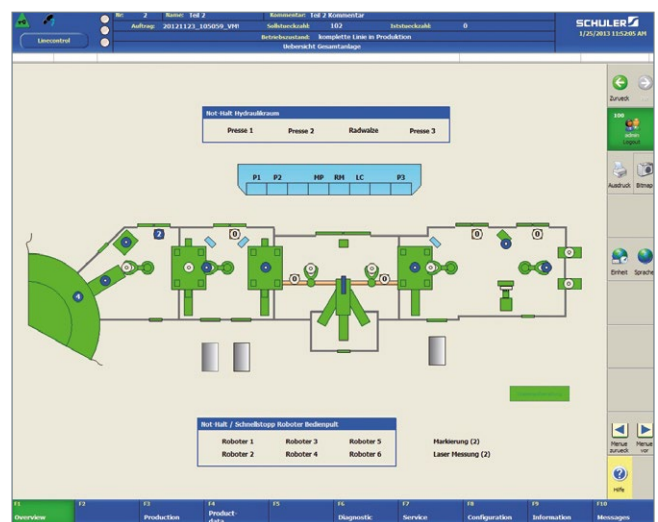 Nr: 2 Name: Teil 2 Kommentar: Teil 2 Kommentar
Auftrag: 20121123_105059_VM! Sollstueckzahl: 102 Iststueckzahl: 0
Betriebszustand: komplette Linie in Produktion
Uebersicht Gesamtanlage
Linecontrol
SCHULER
1/25/2013 11:52:05 AM
Zurueck
100
admin
Logout
Ausdruck Bitmap
Einheit Sprache
Menue zurueck
Menue vor
Hilfe
Not-Halt Hydraulikraum
Presse 1 Presse 2 Radwalze Presse 3
P1 P2 MP RM LC P3
2 0 0 0
0 0
4
Not-Halt / Schnellstopp Roboter Bedienpult
Roboter 1 Roboter 3 Roboter 5 Markierung (2)
Roboter 2 Roboter 4 Roboter 6 Laser Messung (2)
F1 F2 F3 F4 F5 F6 F7 F8 F9 F10
Overview Production Product-data Diagnostic Service Configuration Information Messages